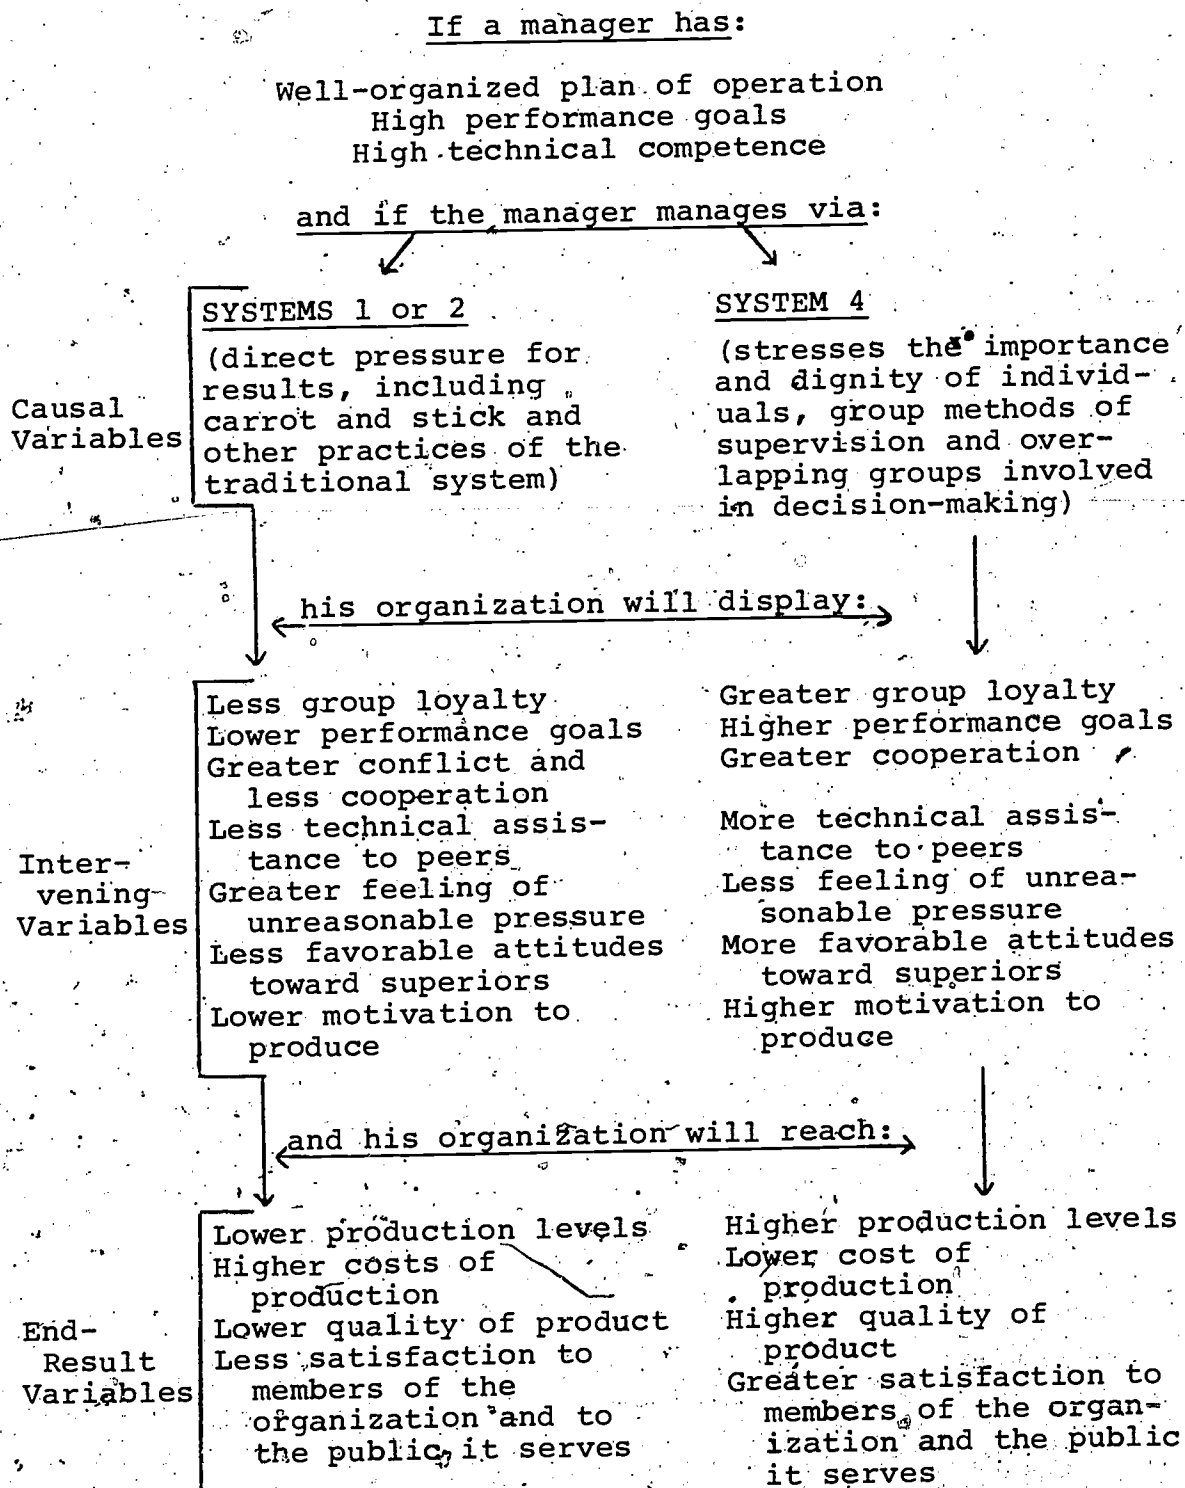 If a manager has:
Well-organized plan of operation
High performance goals
High technical competence
and if the manager manages via:
Causal
Variables
SYSTEMS 1 or 2
(direct pressure for
results, including
carrot and stick and
other practices of the
traditional system)
SYSTEM 4
(stresses the importance
and dignity of individ-
uals, group methods of
supervision and over-
lapping groups involved
in decision-making)
his organization will display:
Inter-
vening
Variables
Less group loyalty
Lower performance goals
Greater conflict and
less cooperation
Less technical assis-
tance to peers
Greater feeling of
unreasonable pressure
Less favorable attitudes
toward superiors
Lower motivation to
produce
Greater group loyalty
Higher performance goals
Greater cooperation
More technical assis-
tance to peers
Less feeling of unrea-
sonable pressure
More favorable attitudes
toward superiors
Higher motivation to
produce
and his organization will reach:
End-
Result
Variables
Lower production levels
Higher costs of
production
Lower quality of product
Less satisfaction to
members of the
organization and to
the public it serves
Higher production levels
Lower cost of
production
Higher quality of
product
Greater satisfaction to
members of the organ-
ization and the public
it serves